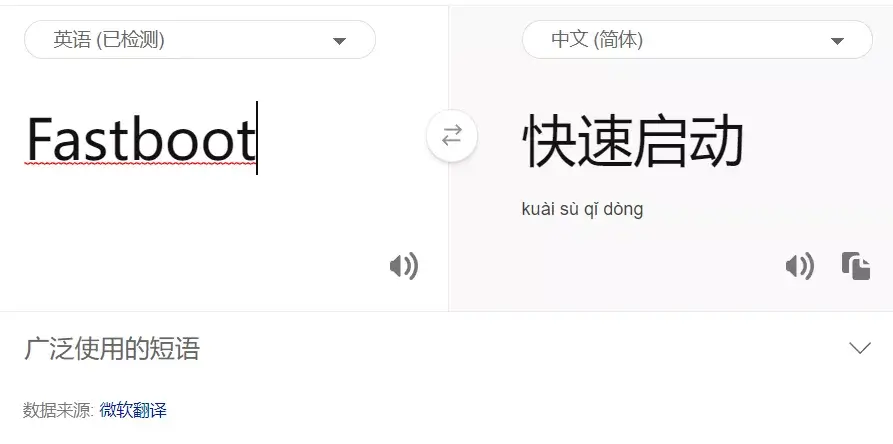 英语 (已检测)
中文 (简体)
Fastboot
快速启动
kuài sù qǐ dòng
广泛使用的短语
数据来源: 微软翻译